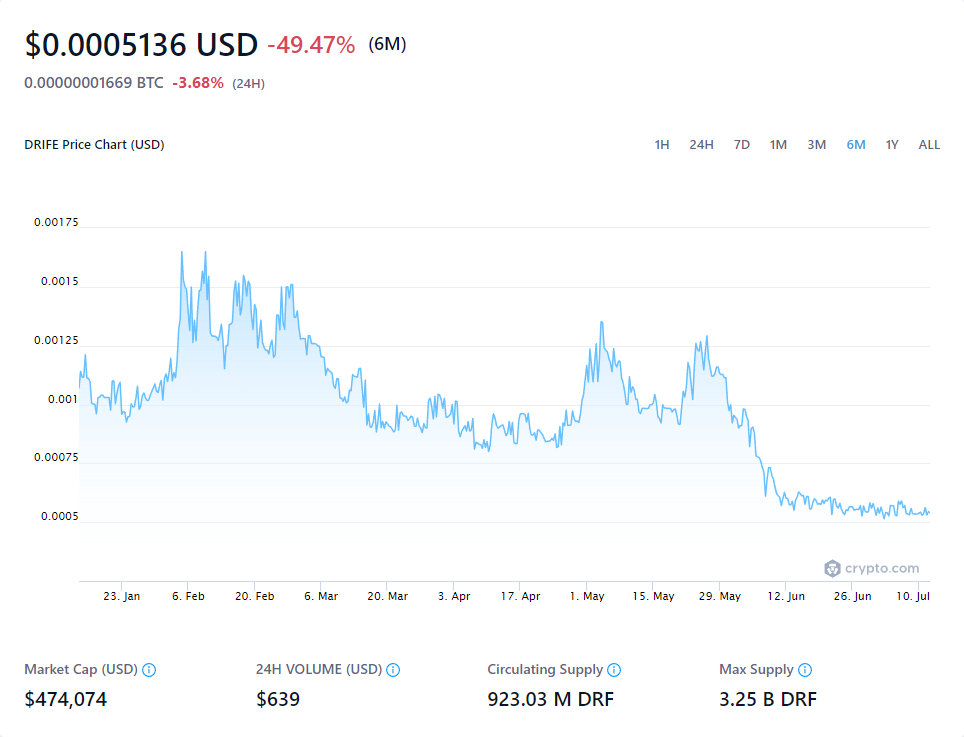 $0.0005136 USD -49.47% (6M)
0.00000001669 BTC -3.68% (24H)
DRIFE Price Chart (USD) 1H 24H 7D 1M 3M 6M 1Y ALL
0.00175
0.0015
0.00125
0.001
0.00075
0.0005
crypto.com
23. Jan 6. Feb 20. Feb 6. Mar 20. Mar 3. Apr 17. Apr 1. May 15. May 29. May 12. Jun 26. Jun 10. Jul
Market Cap (USD) 24H VOLUME (USD) Circulating Supply Max Supply
$474,074 $639 923.03 M DRF 3.25 B DRF